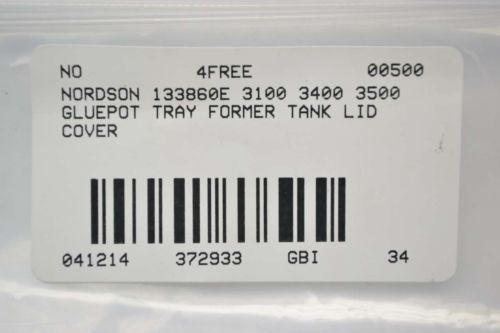 NO 4FREE 00500
NORDSON 133860E 3100 3400 3500
GLUEPOT TRAY FORMER TANK LID
COVER
041214 372933 GBI 34